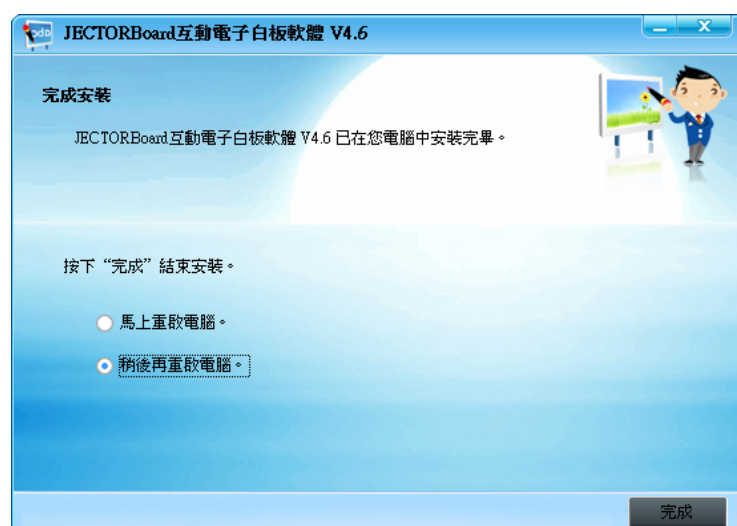 JECTORBoard互動電子白板軟體 V4.6
完成安裝
JECTORBoard互動電子白板軟體 V4.6 已在您電腦中安裝完畢。
按下“完成”結束安裝。
馬上重啟電腦。
稍後再重啟電腦。
完成